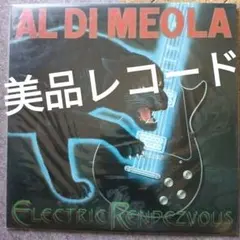 AL DI MEOLA
美品レコード
ELECTRIC RENDEZVOUS